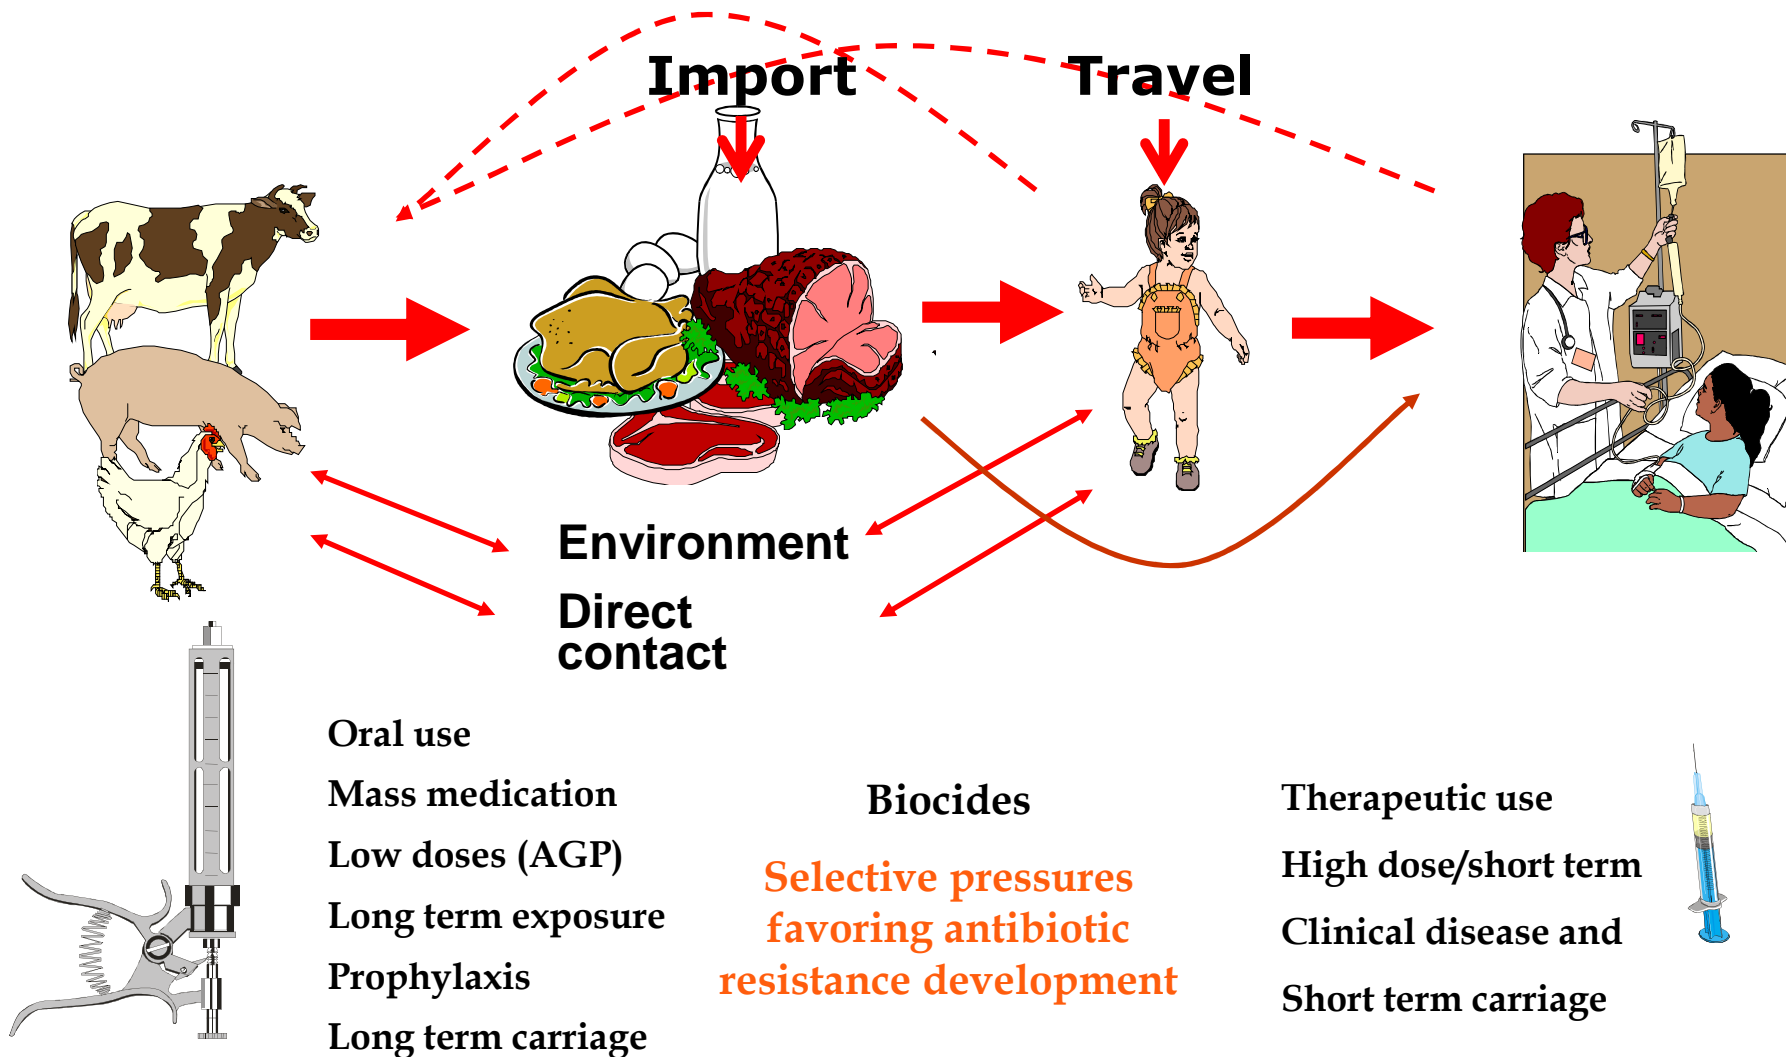 Import
Travel
Environment
Direct
contact
Oral use
Mass medication
Low doses (AGP)
Long term exposure
Prophylaxis
Long term carriage
Biocides
Selective pressures
favoring antibiotic
resistance development
Therapeutic use
High dose/short term
Clinical disease and
Short term carriage